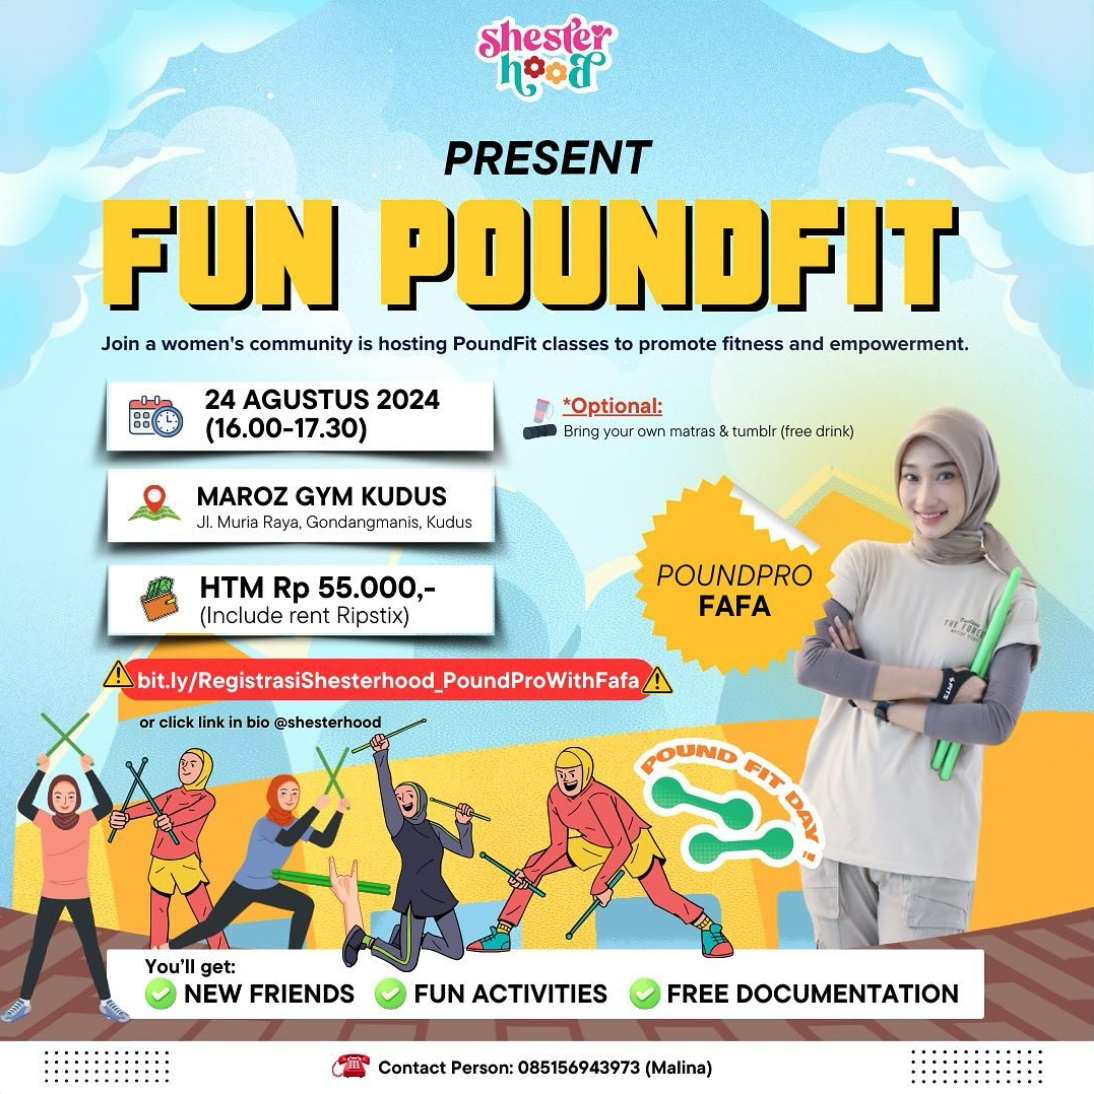 shester
hood
PRESENT
FUN POUNDFIT
Join a women's community is hosting PoundFit classes to promote fitness and empowerment.
24 AGUSTUS 2024
(16.00-17.30)
*Optional:
Bring your own matras & tumblr (free drink)
MAROZ GYM KUDUS
Jl. Muria Raya, Gondangmanis, Kudus
HTM Rp 55.000,-
(Include rent Ripstix)
POUNDPRO
FAFA
bit.ly/RegistrasiShesterhood_PoundProWithFafa
or click link in bio @shesterhood
POUND FIT DAY!
You'll get:
NEW FRIENDS
FUN ACTIVITIES
FREE DOCUMENTATION
Contact Person: 085156943973 (Malina)